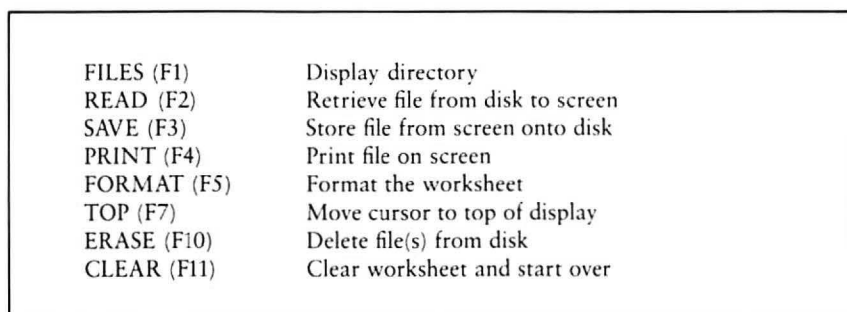 FILES (F1) Display directory
READ (F2) Retrieve file from disk to screen
SAVE (F3) Store file from screen onto disk
PRINT (F4) Print file on screen
FORMAT (F5) Format the worksheet
TOP (F7) Move cursor to top of display
ERASE (F10) Delete file(s) from disk
CLEAR (F11) Clear worksheet and start over